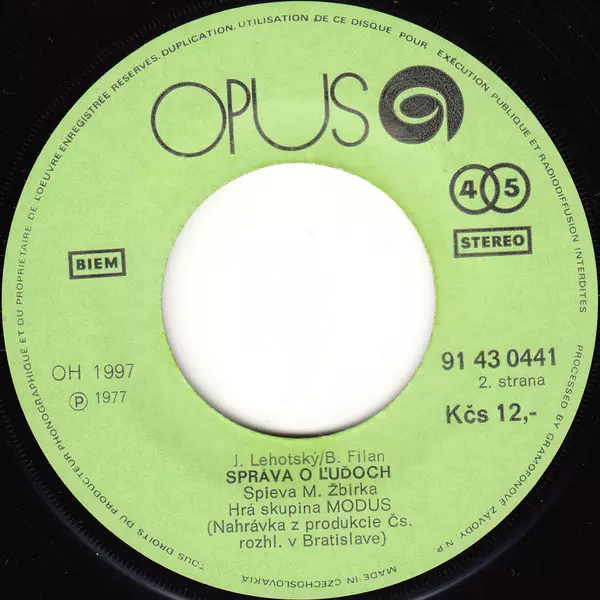 TOUS DROITS DU PRODUCTEUR PHONOGRAPHIQUE ET DU PROPRIÉTAIRE DE L'OEUVRE ENREGISTRÉE RÉSERVÉS. DUPLICATION, UTILISATION DE CE DISQUE POUR EXÉCUTION PUBLIQUE ET RADIODIFFUSION INTERDITES
PROCESSED BY GRAMOFONOVÉ ZÁVODY, N.P.
MADE IN CZECHOSLOVAKIA
OPUS
45
STEREO
BIEM
OH 1997
℗ 1977
91 43 0441
2. strana
Kčs 12,-
J. Lehotský/B. Filan
SPRÁVA O ĽUĎOCH
Spieva M. Žbirka
Hrá skupina MODUS
(Nahrávka z produkcie Čs.
rozhl. v Bratislave)